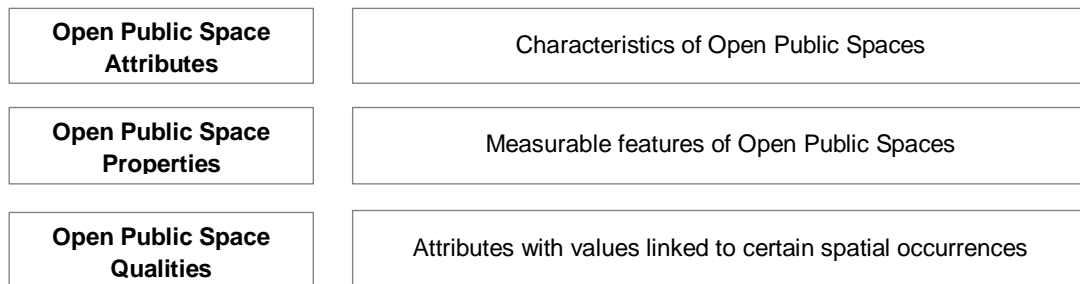 Open Public Space
Attributes
Characteristics of Open Public Spaces
Open Public Space
Properties
Measurable features of Open Public Spaces
Open Public Space
Qualities
Attributes with values linked to certain spatial occurrences